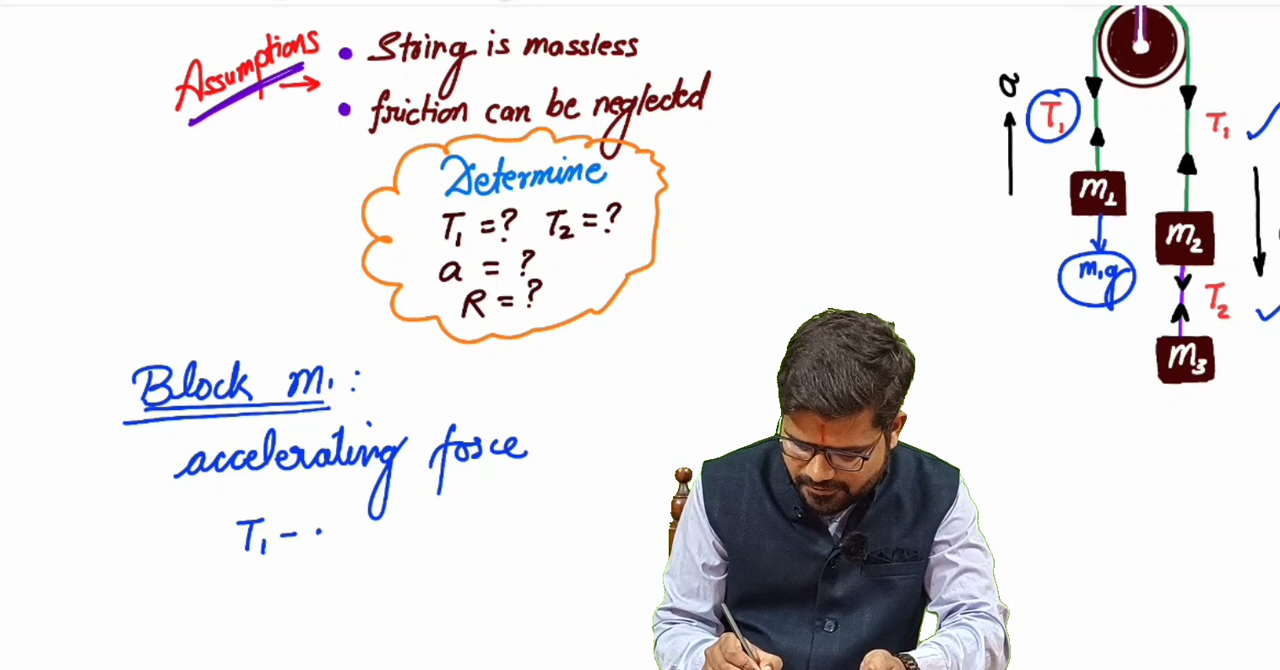 Assumptions →
• String is massless
• friction can be neglected
Determine
T₁ = ? T₂ = ?
a = ?
R = ?
Block m₁ :
accelerating force
T₁ - .
a
T₁
m₁
m₁g
T₁
m₂
T₂
m₃